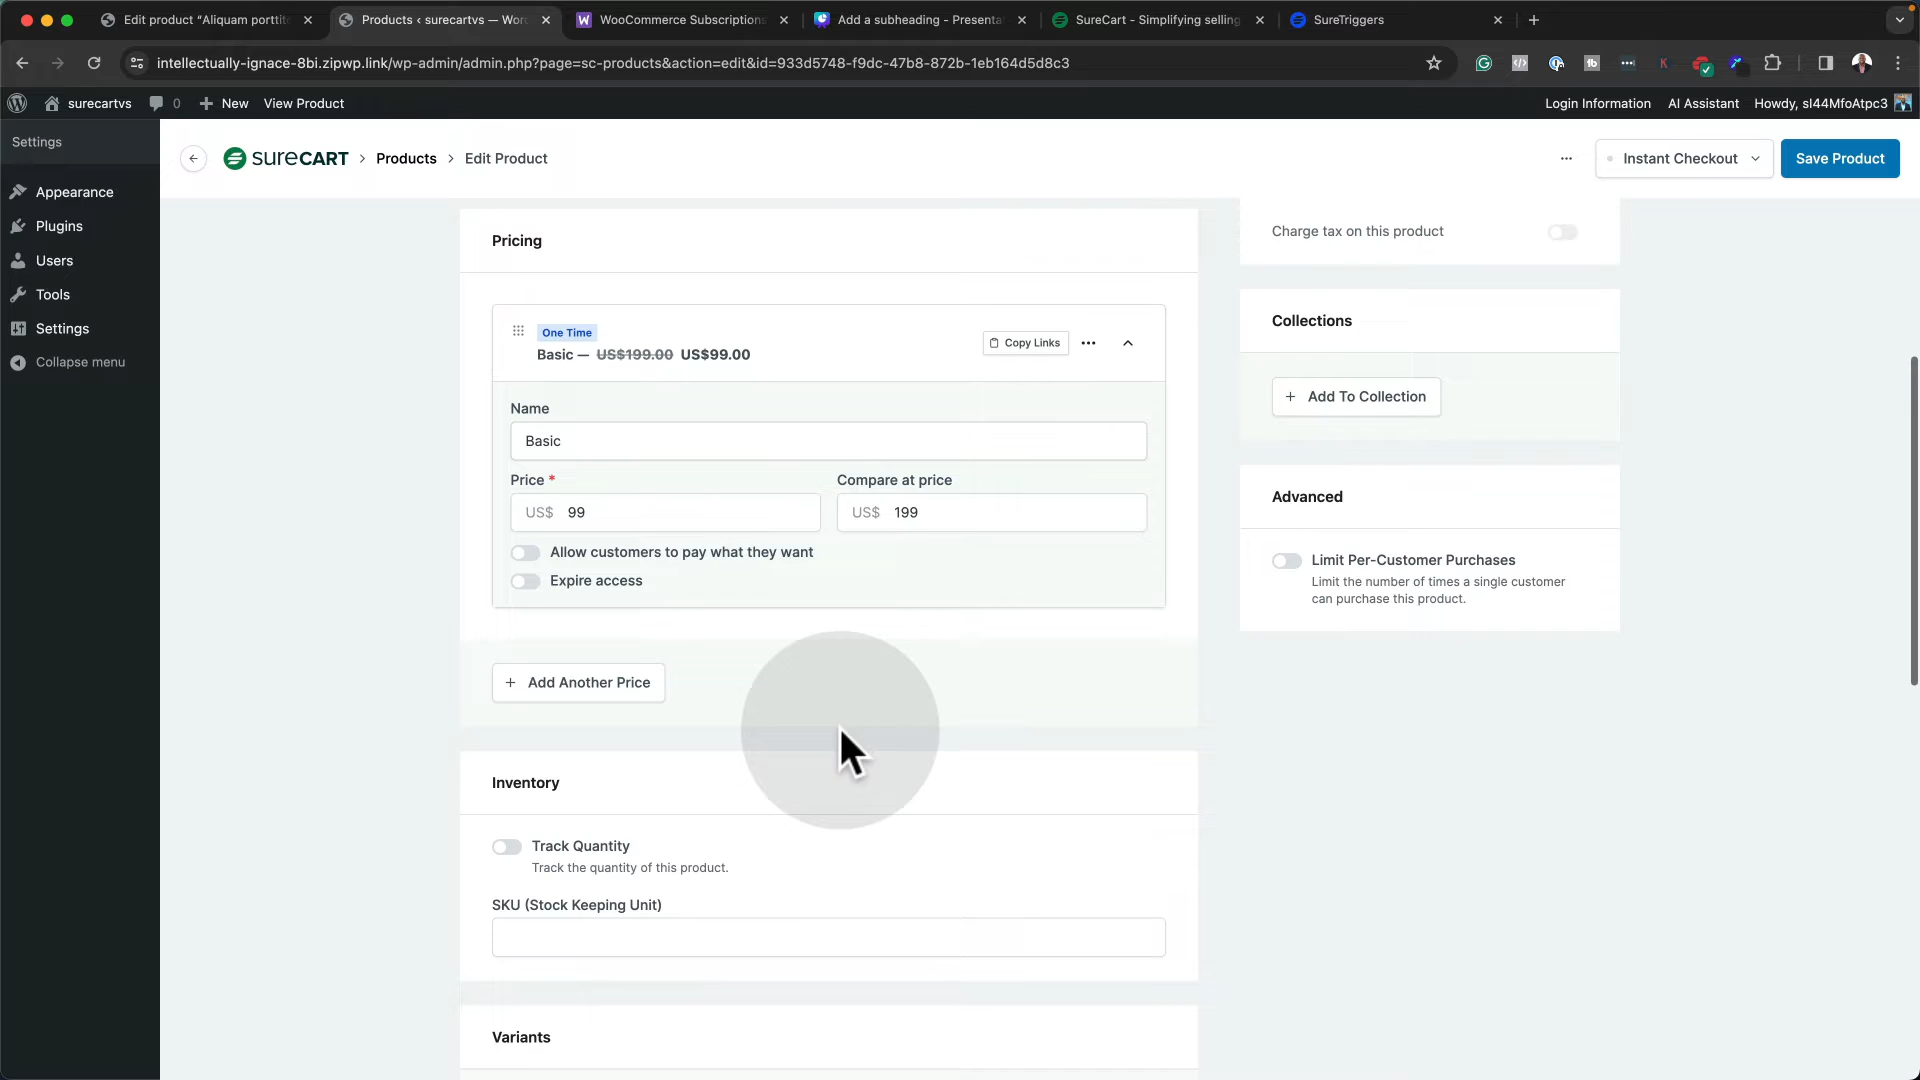 Edit product "Aliquam porttito
Products ‹ surecartvs — Word
WooCommerce Subscriptions
Add a subheading - Presenta
SureCart - Simplifying selling
SureTriggers
intellectually-ignace-8bi.zipwp.link/wp-admin/admin.php?page=sc-products&action=edit&id=933d5748-f9dc-47b8-872b-1eb164d5d8c3
surecartvs
0
New
View Product
Login Information
AI Assistant
Howdy, sl44MfoAtpc3
Settings
Appearance
Plugins
Users
Tools
Settings
Collapse menu
SURECART
Products
Edit Product
Instant Checkout
Save Product
Pricing
One Time
Basic — US$199.00 US$99.00
Copy Links
Name
Basic
Price *
Compare at price
US$ 99
US$ 199
Allow customers to pay what they want
Expire access
+ Add Another Price
Inventory
Track Quantity
Track the quantity of this product.
SKU (Stock Keeping Unit)
Variants
Charge tax on this product
Collections
+ Add To Collection
Advanced
Limit Per-Customer Purchases
Limit the number of times a single customer
can purchase this product.